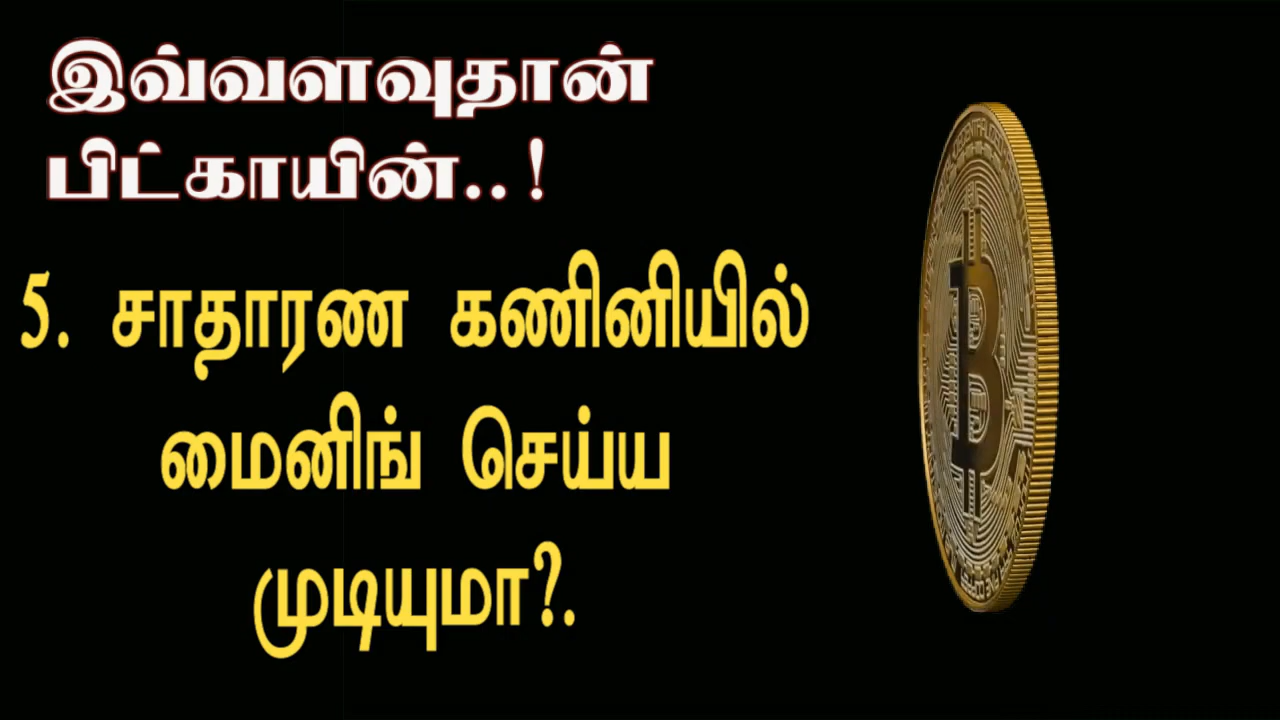 இவ்வளவுதான்
பிட்காயின்..!
5. சாதாரண கணினியில்
மைனிங் செய்ய
முடியுமா?.